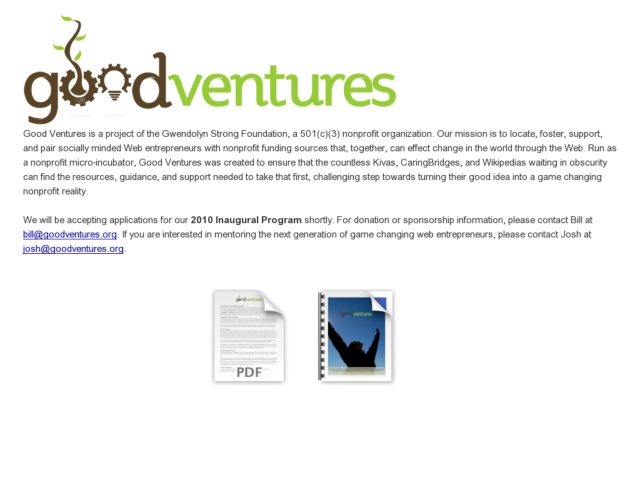 goodventures
Good Ventures is a project of the Gwendolyn Strong Foundation, a 501(c)(3) nonprofit organization. Our mission is to locate, foster, support,
and pair socially minded Web entrepreneurs with nonprofit funding sources that, together, can effect change in the world through the Web. Run as
a nonprofit micro-incubator, Good Ventures was created to ensure that the countless Kivas, CaringBridges, and Wikipedias waiting in obscurity
can find the resources, guidance, and support needed to take that first, challenging step towards turning their good idea into a game changing
nonprofit reality.
We will be accepting applications for our 2010 Inaugural Program shortly. For donation or sponsorship information, please contact Bill at
bill@goodventures.org. If you are interested in mentoring the next generation of game changing web entrepreneurs, please contact Josh at
josh@goodventures.org.
goodventures
PDF
goodventures